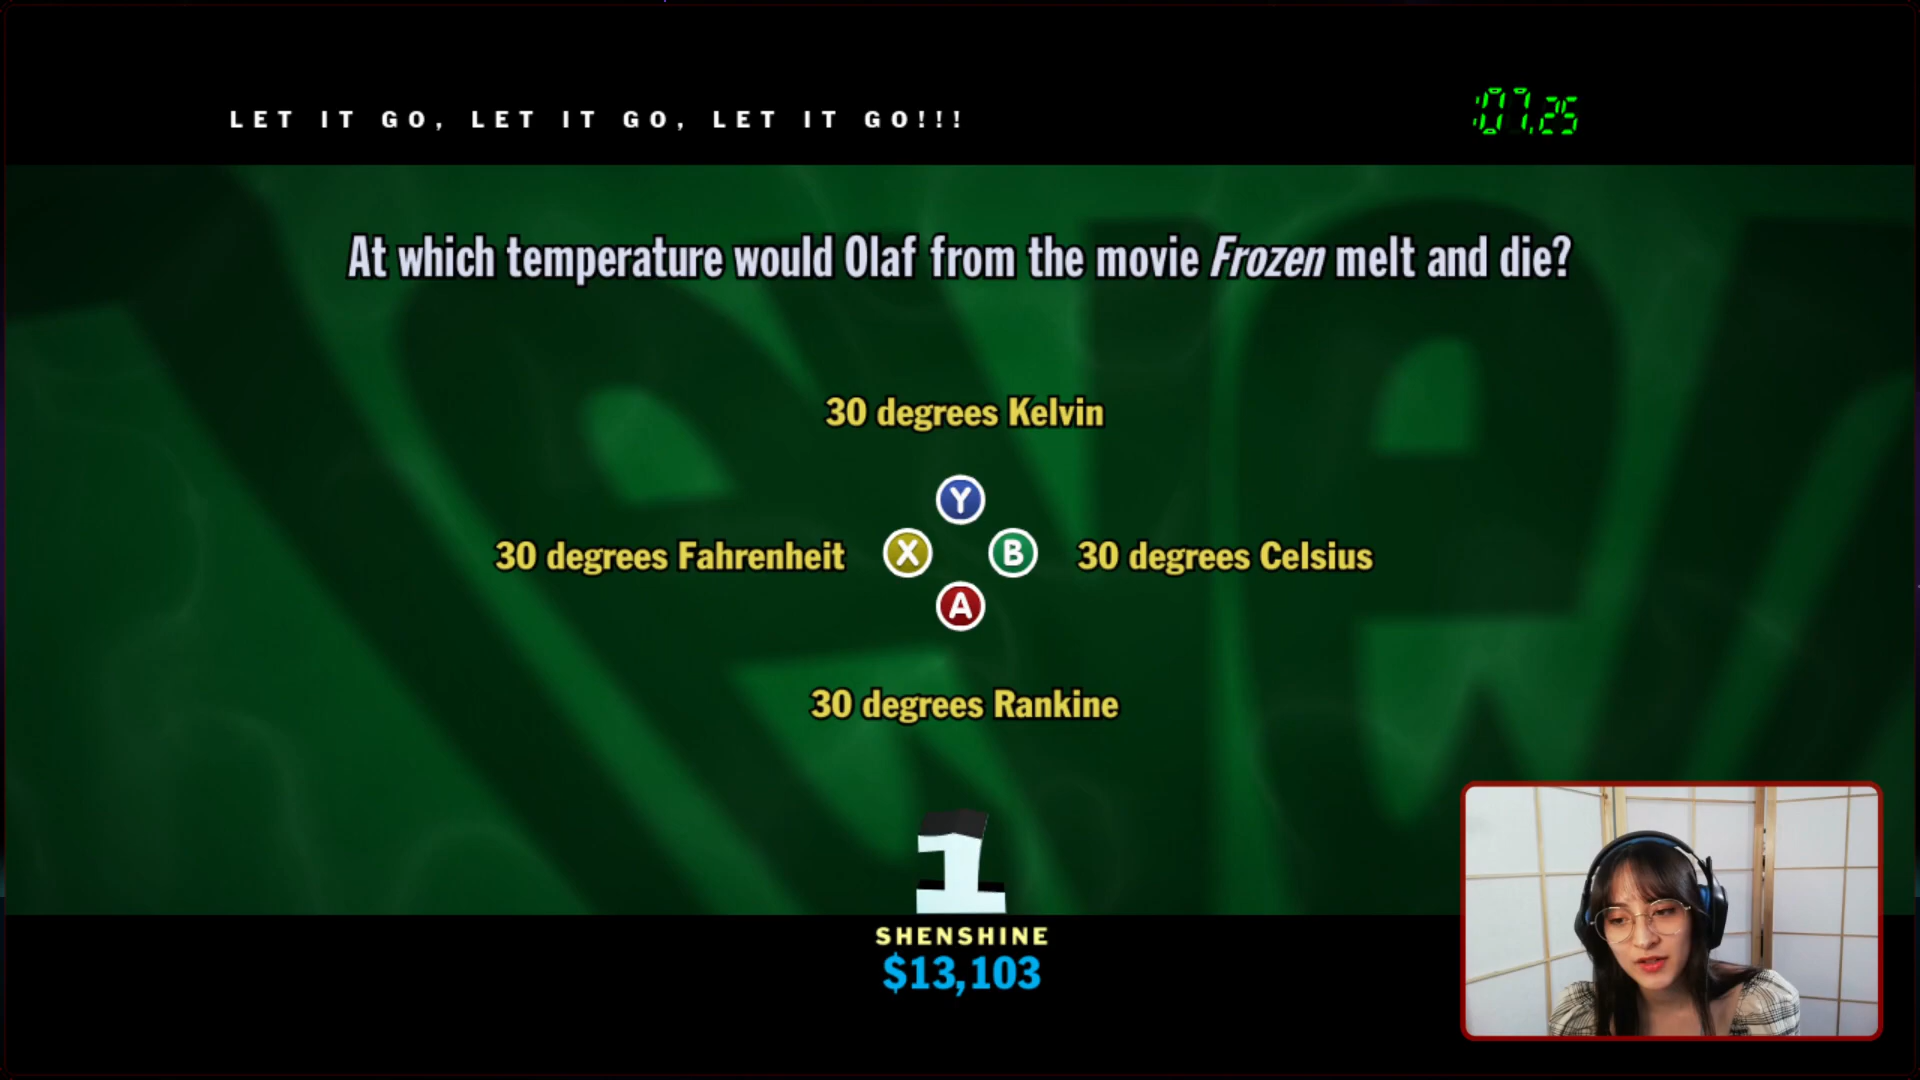 LET IT GO, LET IT GO, LET IT GO!!!
:07.25
At which temperature would Olaf from the movie Frozen melt and die?
30 degrees Kelvin
Y
30 degrees Fahrenheit X B 30 degrees Celsius
A
30 degrees Rankine
1
SHENSHINE
$13,103